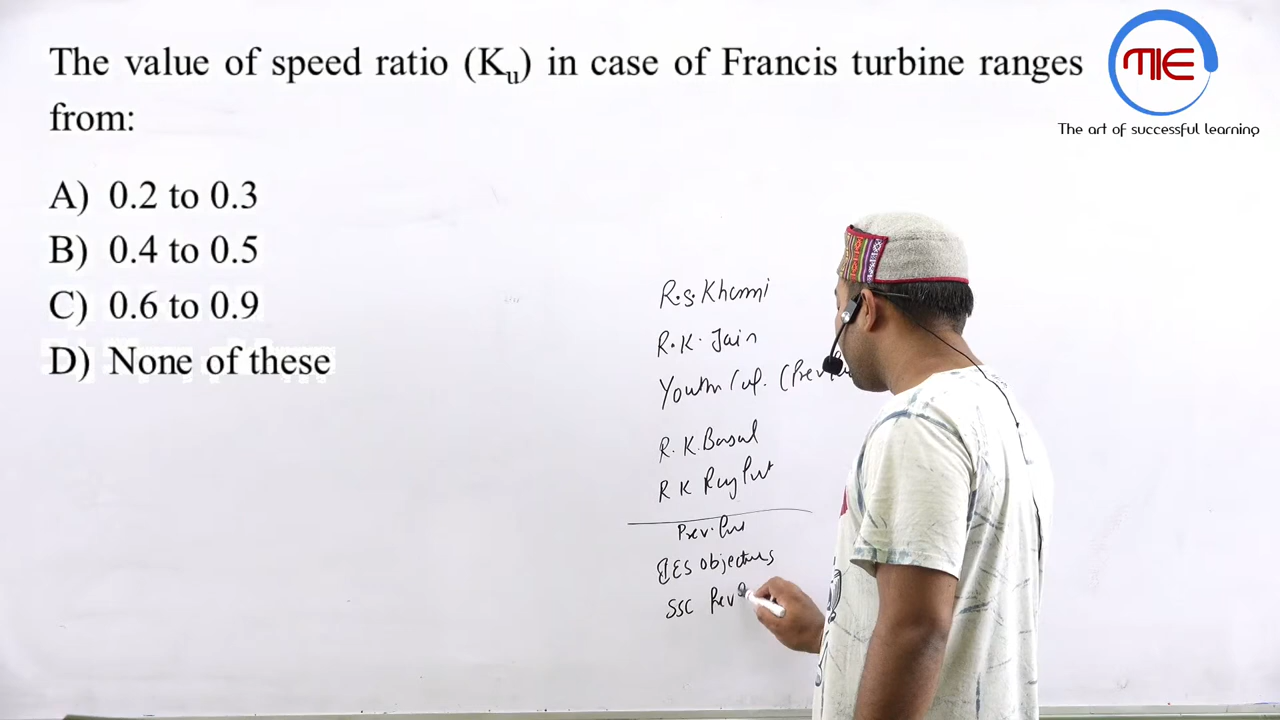 The value of speed ratio (Ku) in case of Francis turbine ranges
from:
MIE
The art of successful learning
A) 0.2 to 0.3
B) 0.4 to 0.5
C) 0.6 to 0.9
D) None of these
R.S. Khurmi
R.K. Jain
Youth
R.K. Bansal
R K Rajput
IES Objectives
SSC Prev